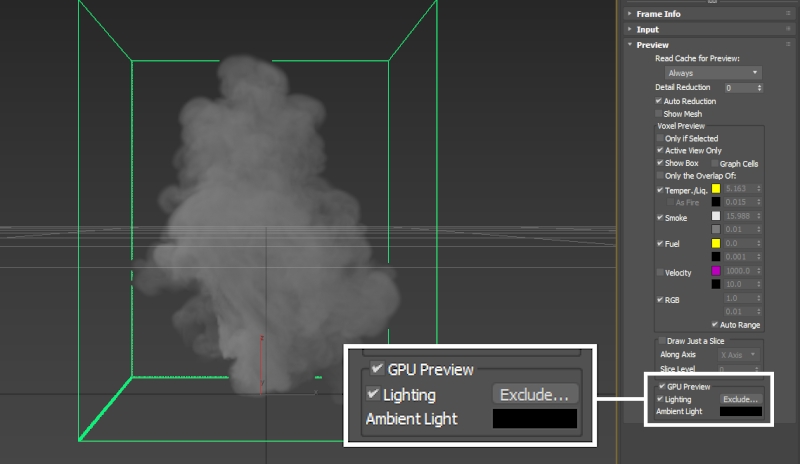 Frame Info
Input
Preview
Read Cache for Preview:
Always
Detail Reduction 0
Auto Reduction
Show Mesh
Voxel Preview
Only if Selected
Active View Only
Show Box Graph Cells
Only the Overlap Of:
Temper./Liq. 5.163
As Fire 0.015
Smoke 15.988
0.01
Fuel 0.0
0.001
Velocity 1000.0
10.0
RGB 1.0
0.01
Auto Range
Draw Just a Slice
Along Axis X Axis
Slice Level 0
GPU Preview
Lighting Exclude...
Ambient Light
GPU Preview
Lighting Exclude...
Ambient Light